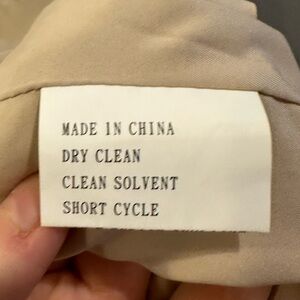 MADE IN CHINA
DRY CLEAN
CLEAN SOLVENT
SHORT CYCLE